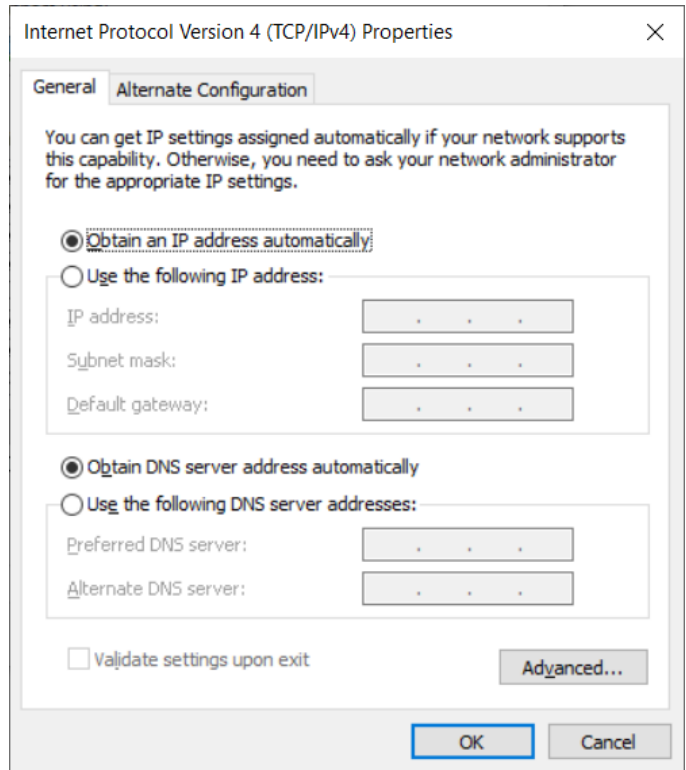 Internet Protocol Version 4 (TCP/IPv4) Properties
General
Alternate Configuration
You can get IP settings assigned automatically if your network supports
this capability. Otherwise, you need to ask your network administrator
for the appropriate IP settings.
Obtain an IP address automatically
Use the following IP address:
IP address:
Subnet mask:
Default gateway:
Obtain DNS server address automatically
Use the following DNS server addresses:
Preferred DNS server:
Alternate DNS server:
Validate settings upon exit
Advanced...
OK
Cancel